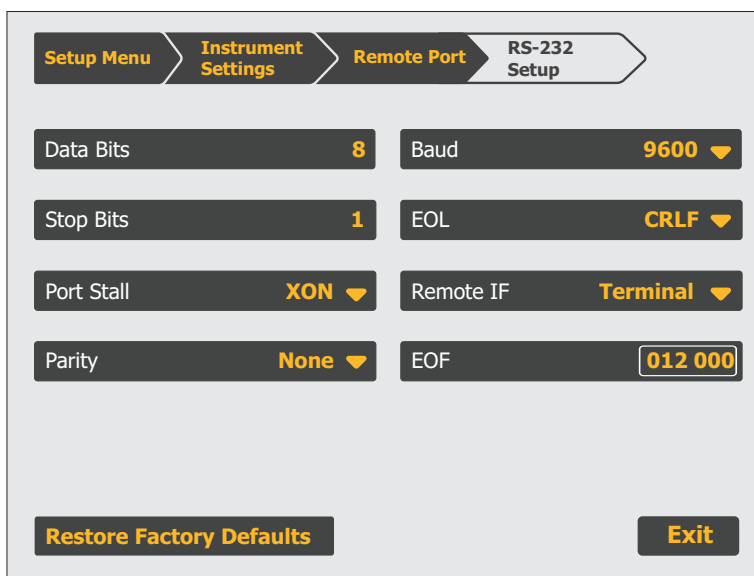 Setup Menu
Instrument
Settings
Remote Port
RS-232
Setup
Data Bits 8
Baud 9600
Stop Bits 1
EOL CRLF
Port Stall XON
Remote IF Terminal
Parity None
EOF 012 000
Restore Factory Defaults
Exit